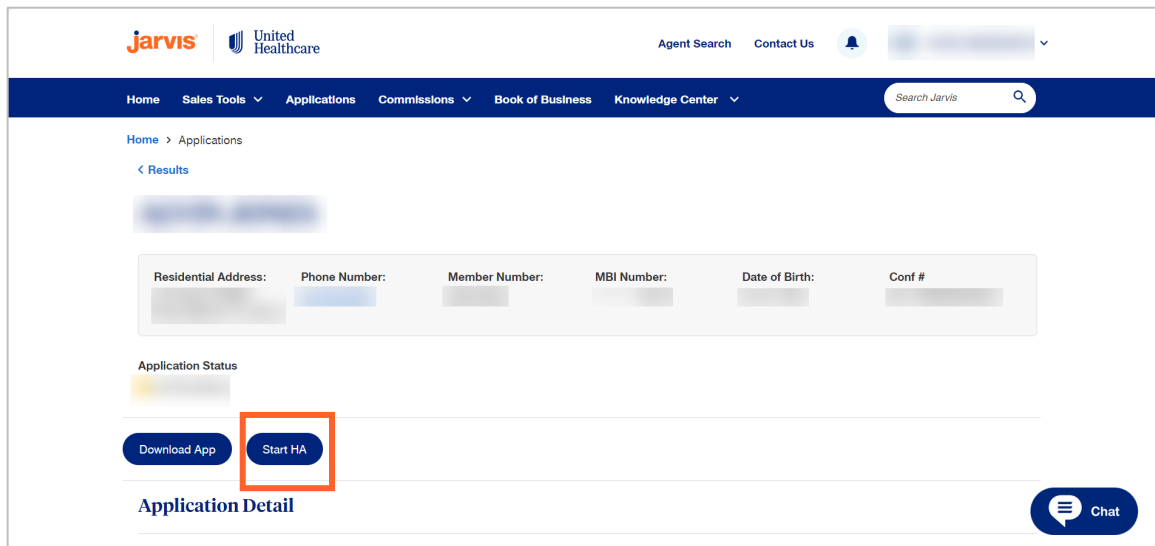 jarvis United Healthcare Agent Search Contact Us
Home Sales Tools Applications Commissions Book of Business Knowledge Center Search Jarvis
Home > Applications
< Results
Residential Address: Phone Number: Member Number: MBI Number: Date of Birth: Conf #
Application Status
Download App Start HA
Application Detail
Chat